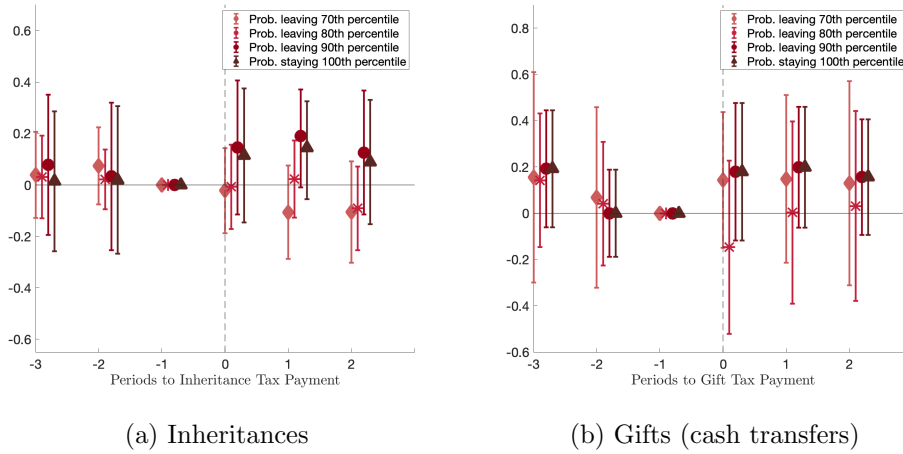 0.6
0.4
0.2
0
-0.2
-0.4
-0.6
Prob. leaving 70th percentile
Prob. leaving 80th percentile
Prob. leaving 90th percentile
Prob. staying 100th percentile
-3 -2 -1 0 1 2
Periods to Inheritance Tax Payment
(a) Inheritances
0.8
0.6
0.4
0.2
0
-0.2
-0.4
-0.6
Prob. leaving 70th percentile
Prob. leaving 80th percentile
Prob. leaving 90th percentile
Prob. staying 100th percentile
-3 -2 -1 0 1 2
Periods to Gift Tax Payment
(b) Gifts (cash transfers)